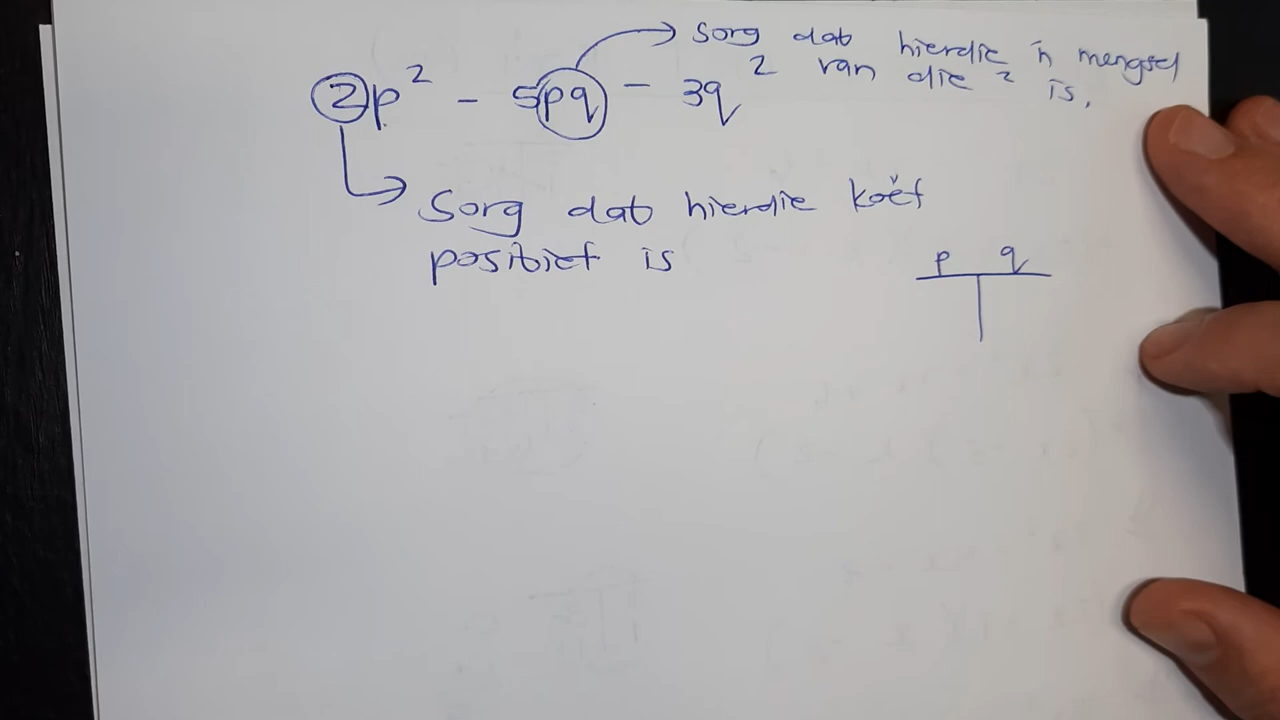 2p² - 5pq - 3q²
Sorg dat hierdie 'n mengsel
van die 2 is.
Sorg dat hierdie koëf
positief is
p q